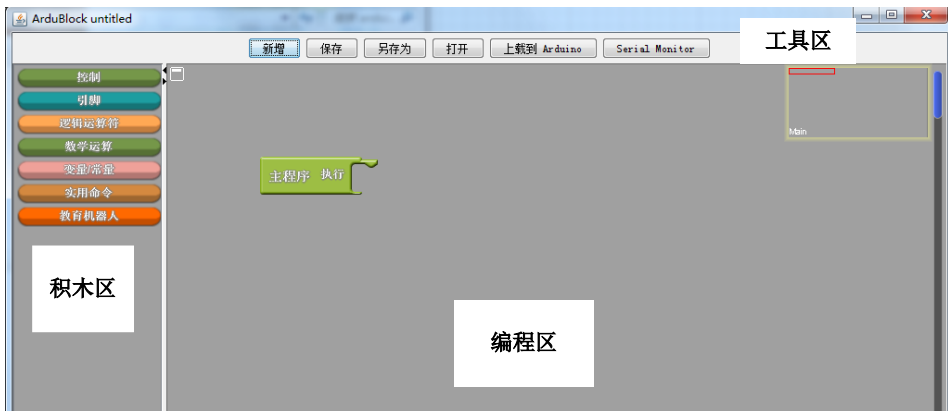 ArduBlock untitled
新增 保存 另存为 打开 上载到 Arduino Serial Monitor
工具区
控制
引脚
逻辑运算符
数学运算
变量/常量
实用命令
教育机器人
Main
主程序 执行
积木区
编程区